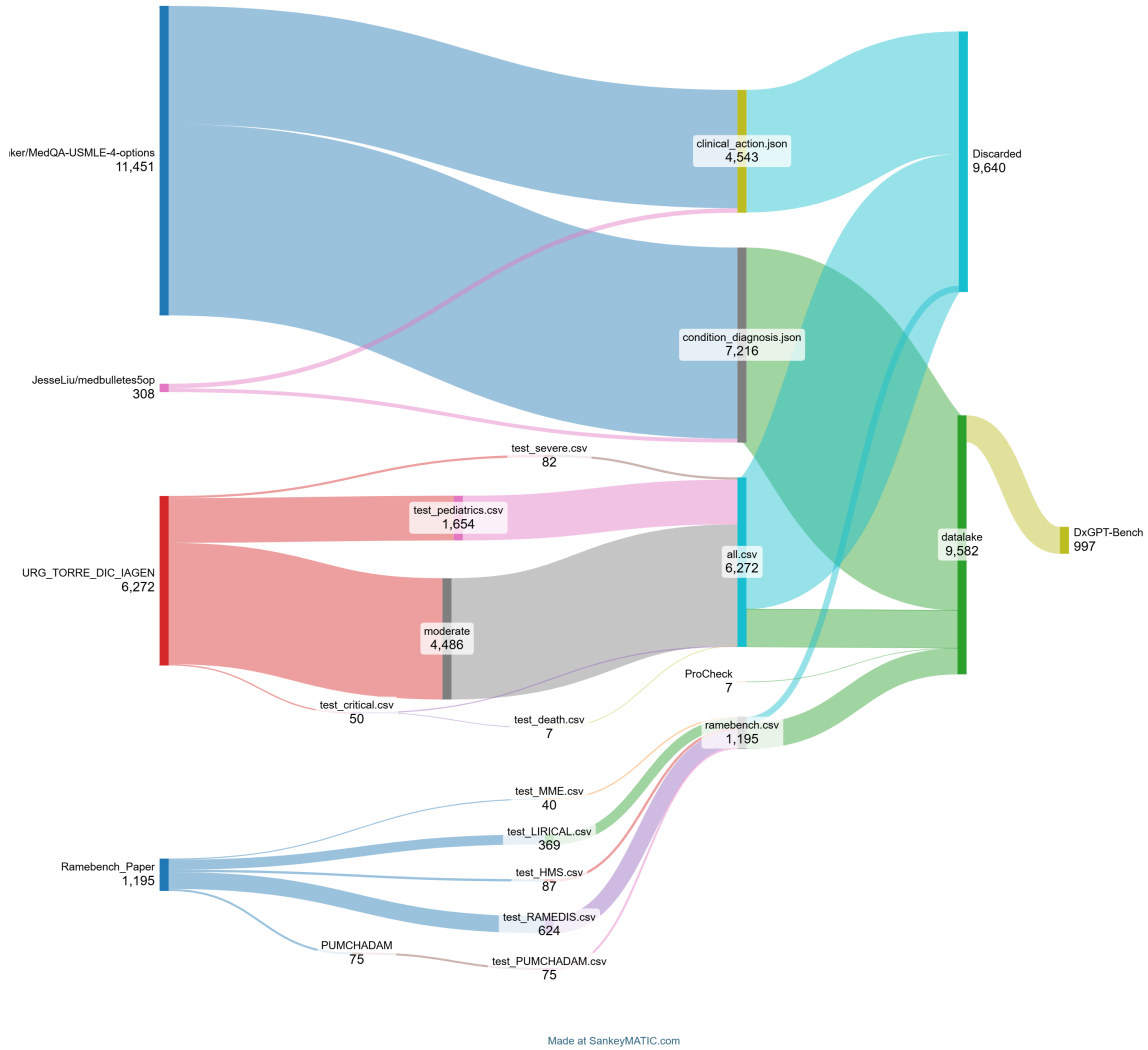 ker/MedQA-USMLE-4-options
11,451
clinical_action.json
4,543
Discarded
9,640
condition_diagnosis.json
7,216
JesseLiu/medbulletes5op
308
test_severe.csv
82
test_pediatrics.csv
1,654
URG_TORRE_DIC_IAGEN
6,272
all.csv
6,272
datalake
9,582
DxGPT-Bench
997
moderate
4,486
ProCheck
7
test_critical.csv
50
test_death.csv
7
ramebench.csv
1,195
test_MME.csv
40
test_LIRICAL.csv
369
Ramebench_Paper
1,195
test_HMS.csv
87
test_RAMEDIS.csv
624
PUMCHADAM
75
test_PUMCHADAM.csv
75
Made at SankeyMATIC.com